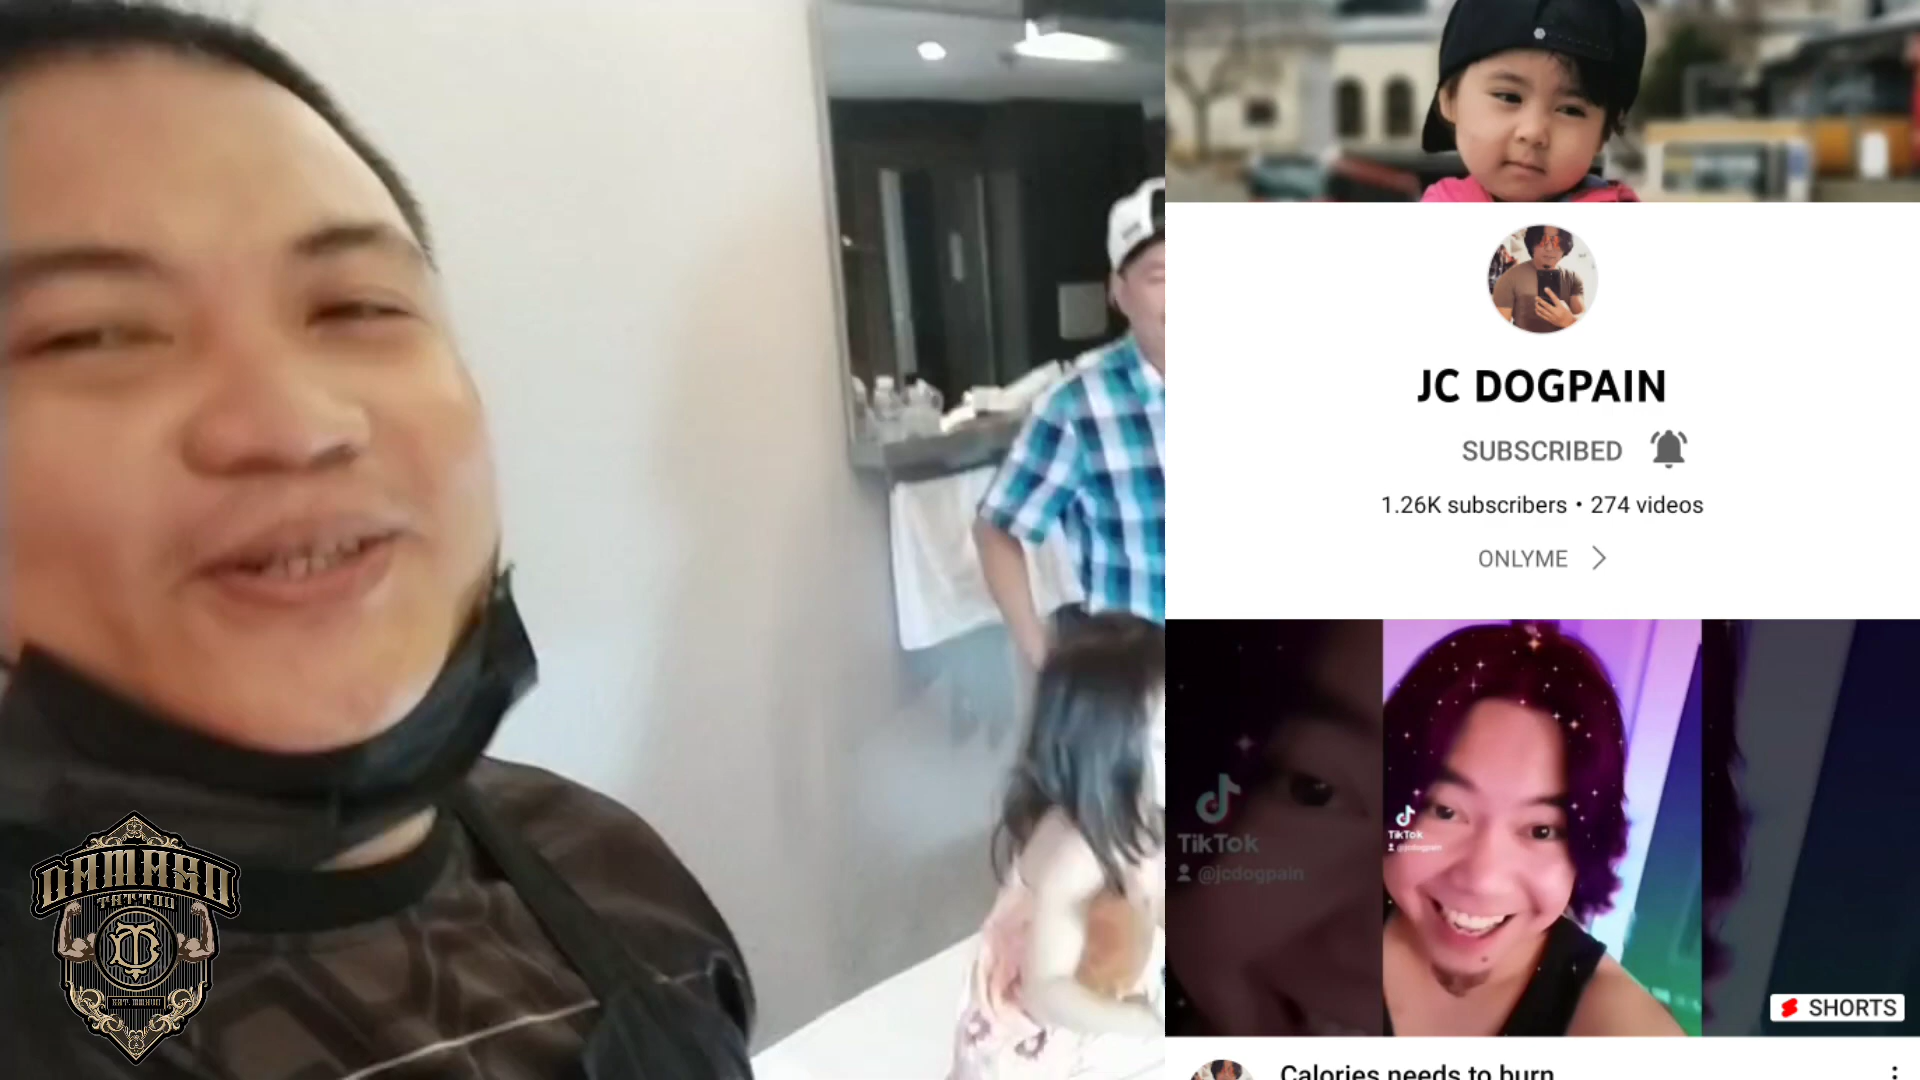 DAMASO
TATTOO
JC DOGPAIN
SUBSCRIBED
1.26K subscribers • 274 videos
ONLYME
TikTok
@jcdogpain
TikTok
@jcdogpain
SHORTS
Calories needs to burn